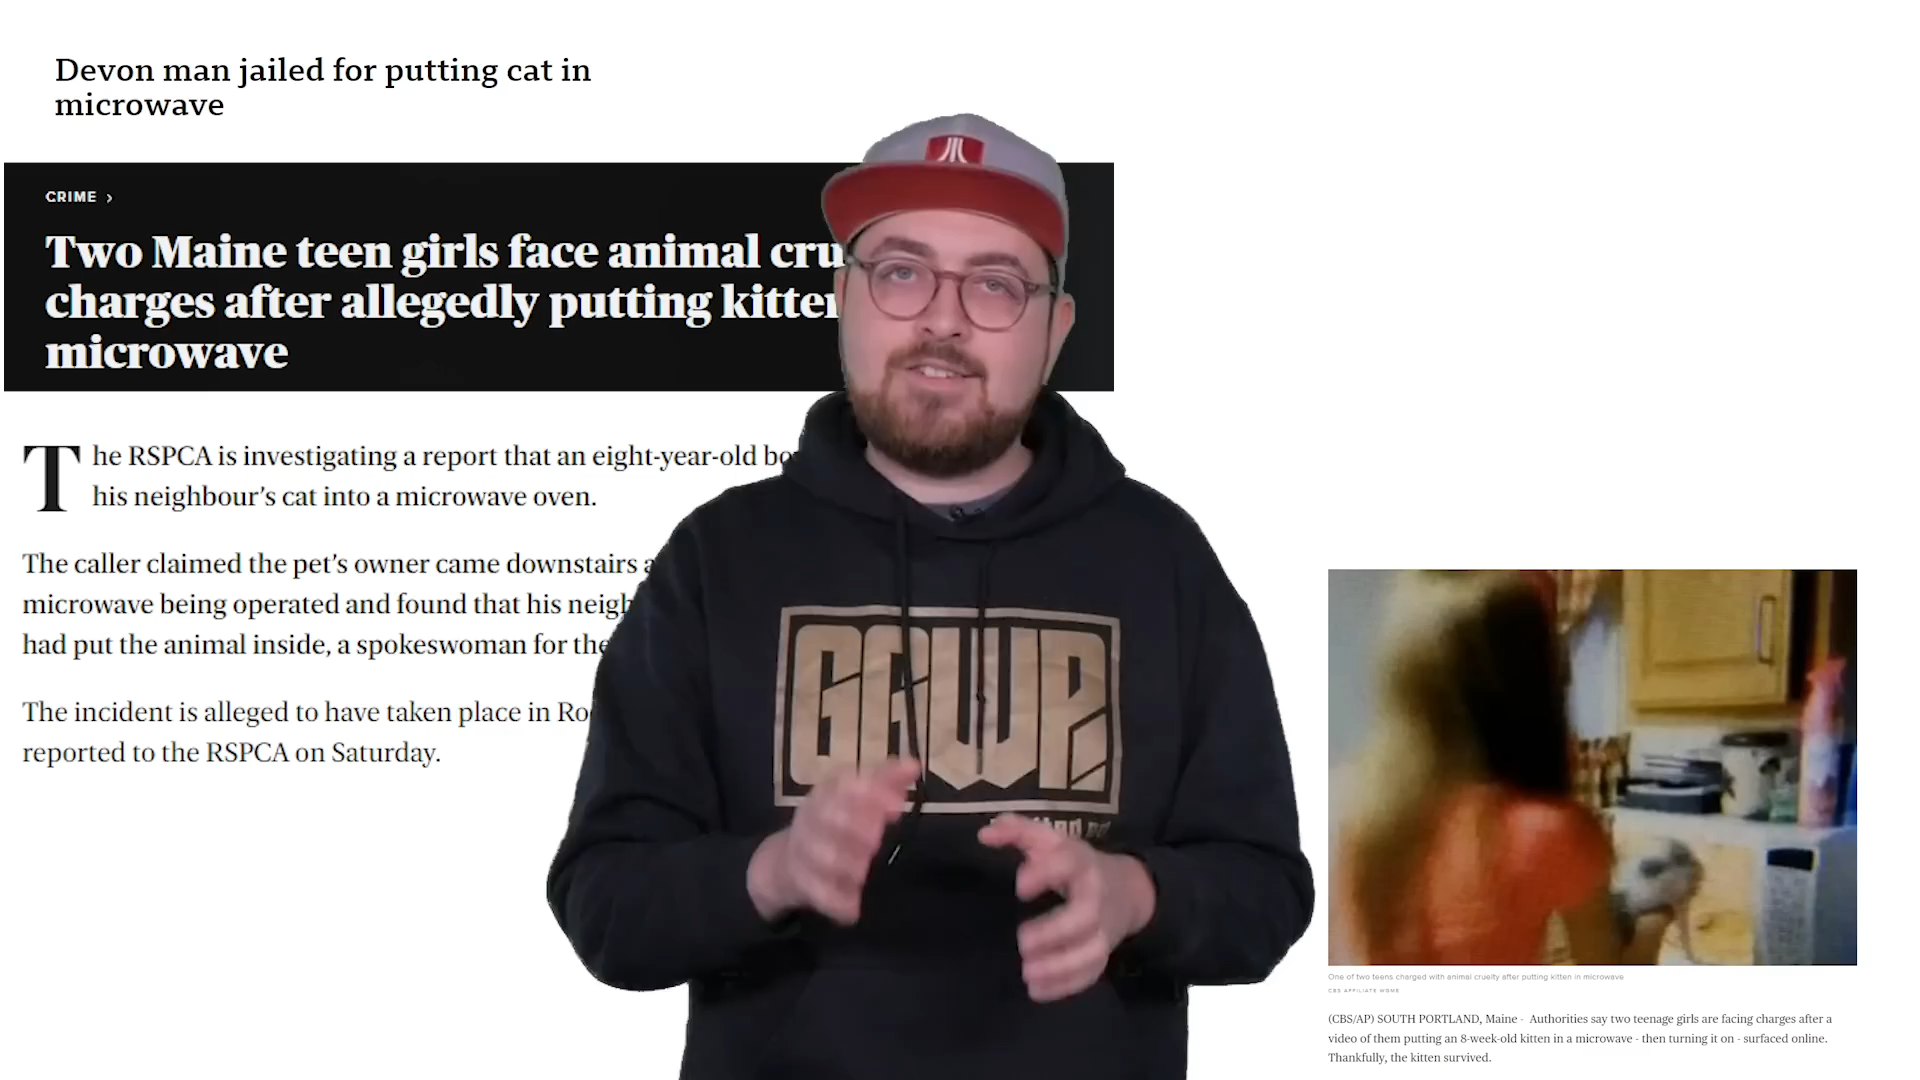 Devon man jailed for putting cat in
microwave
CRIME >
Two Maine teen girls face animal
charges after allegedly putting
microwave
The RSPCA is investigating a report that an eight-year-old
his neighbour's cat into a microwave oven.
The caller claimed the pet's owner came downstairs
microwave being operated and found that his
had put the animal inside, a spokeswoman for the
The incident is alleged to have taken place in
reported to the RSPCA on Saturday.
GGWP
One of two teens charged with animal cruelty after putting kitten in microwave
CBS AFFILIATE WGME
(CBS/AP) SOUTH PORTLAND, Maine - Authorities say two teenage girls are facing charges after a
video of them putting an 8-week-old kitten in a microwave - then turning it on - surfaced online.
Thankfully, the kitten survived.